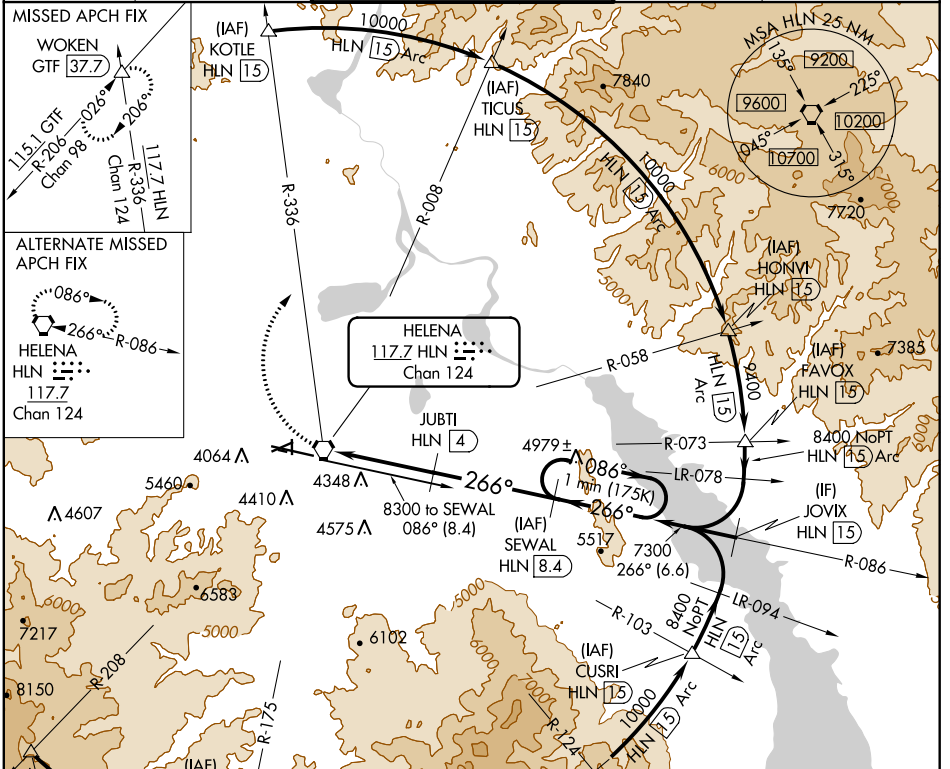 MISSED APCH FIX
WOKEN
GTF 37.7
026°
206°
115.1 GTF
R-206
Chan 98
117.7 HLN
R-336
Chan 124
ALTERNATE MISSED
APCH FIX
086°
266°
R-086
HELENA
HLN
117.7
Chan 124
(IAF)
KOTLE
HLN 15
10000
HLN 15 Arc
(IAF)
TICUS
HLN 15
7840
10000
HLN 15 Arc
MSA HLN 25 NM
135°
9200
225°
9600
10200
045°
10700
315°
6000
7720
R-336
R-008
5000
(IAF)
HONVI
HLN 15
HELENA
117.7 HLN
Chan 124
R-058
9400
HLN 15
Arc
(IAF)
FAVOX
HLN 15
7385
R-073
8400 NoPT
HLN 15 Arc
JUBTI
HLN 4
4979±
086°
1 min (175K)
LR-078
4064
4348
266°
266°
8300 to SEWAL
086° (8.4)
(IF)
JOVIX
HLN 15
5460
4410
4607
4575
(IAF)
SEWAL
HLN 8.4
5517
7300
266° (6.6)
R-086
6583
6000
5000
5000
7217
6102
R-103
8400
NoPT
HLN
15
Arc
LR-094
(IAF)
CUSRI
HLN 15
8150
R-208
R-175
6000
R-124
10000
HLN 15 Arc
(IAF)